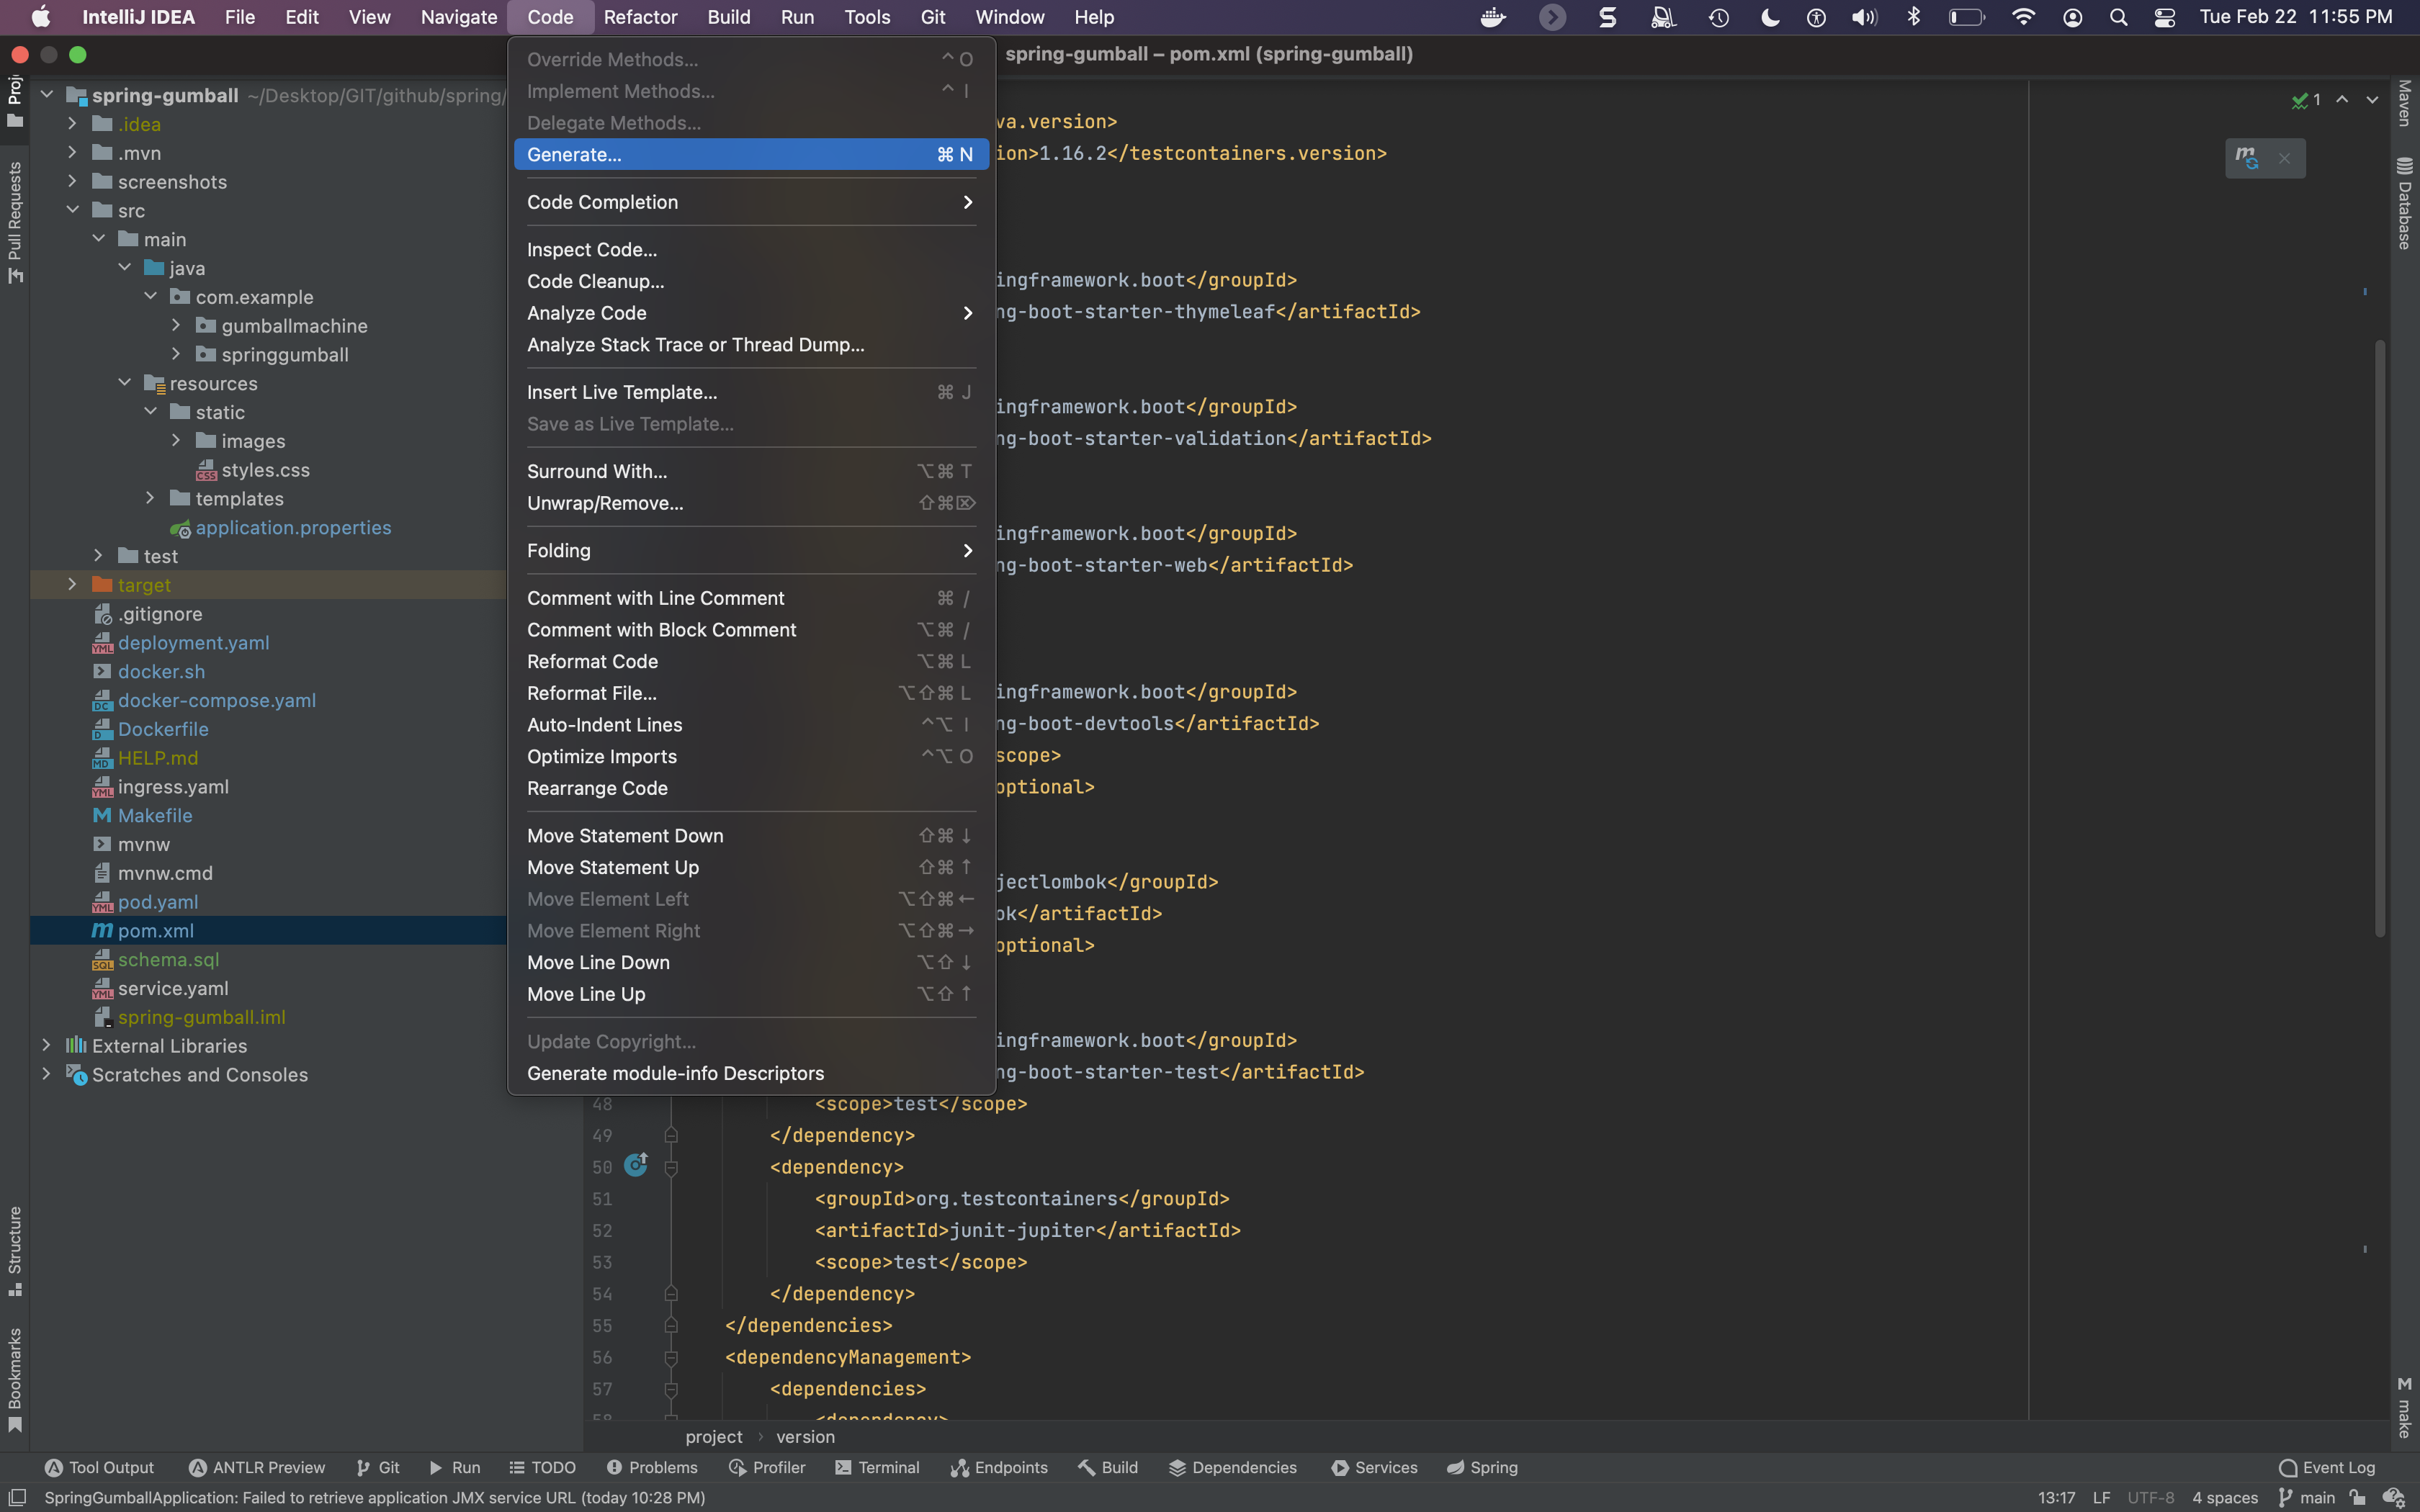 IntelliJ IDEA File Edit View Navigate Code Refactor Build Run Tools Git Window Help Tue Feb 22 11:55 PM
spring-gumball – pom.xml (spring-gumball)
Pull Requests
Structure
Bookmarks
spring-gumball ~/Desktop/GIT/github/spring/
.idea
.mvn
screenshots
src
main
java
com.example
gumballmachine
springgumball
resources
static
images
styles.css
templates
application.properties
test
target
.gitignore
deployment.yaml
docker.sh
docker-compose.yaml
Dockerfile
HELP.md
ingress.yaml
Makefile
mvnw
mvnw.cmd
pod.yaml
pom.xml
schema.sql
service.yaml
spring-gumball.iml
External Libraries
Scratches and Consoles
Override Methods... ^ O
Implement Methods... ^ I
Delegate Methods...
Generate... ⌘ N
Code Completion
Inspect Code...
Code Cleanup...
Analyze Code
Analyze Stack Trace or Thread Dump...
Insert Live Template... ⌘ J
Save as Live Template...
Surround With... ⌥⌘ T
Unwrap/Remove... ⇧⌘⌦
Folding
Comment with Line Comment ⌘ /
Comment with Block Comment ⌥⌘ /
Reformat Code ⌥⌘ L
Reformat File... ⌥⇧⌘ L
Auto-Indent Lines ^⌥ I
Optimize Imports ^⌥ O
Rearrange Code
Move Statement Down ⇧⌘ ↓
Move Statement Up ⇧⌘ ↑
Move Element Left ⌥⇧⌘ ←
Move Element Right ⌥⇧⌘ →
Move Line Down ⌥⇧ ↓
Move Line Up ⌥⇧ ↑
Update Copyright...
Generate module-info Descriptors
va.version>
ion>1.16.2</testcontainers.version>
ingframework.boot</groupId>
ng-boot-starter-thymeleaf</artifactId>
ingframework.boot</groupId>
ng-boot-starter-validation</artifactId>
ingframework.boot</groupId>
ng-boot-starter-web</artifactId>
ingframework.boot</groupId>
ng-boot-devtools</artifactId>
scope>
optional>
jectlombok</groupId>
ok</artifactId>
optional>
ingframework.boot</groupId>
ng-boot-starter-test</artifactId>
48 <scope>test</scope>
49 </dependency>
50 <dependency>
51 <groupId>org.testcontainers</groupId>
52 <artifactId>junit-jupiter</artifactId>
53 <scope>test</scope>
54 </dependency>
55 </dependencies>
56 <dependencyManagement>
57 <dependencies>
58 <dependency>
project › version
1
Maven
Database
make
Tool Output ANTLR Preview Git Run TODO Problems Profiler Terminal Endpoints Build Dependencies Services Spring Event Log
SpringGumballApplication: Failed to retrieve application JMX service URL (today 10:28 PM) 13:17 LF UTF-8 4 spaces main